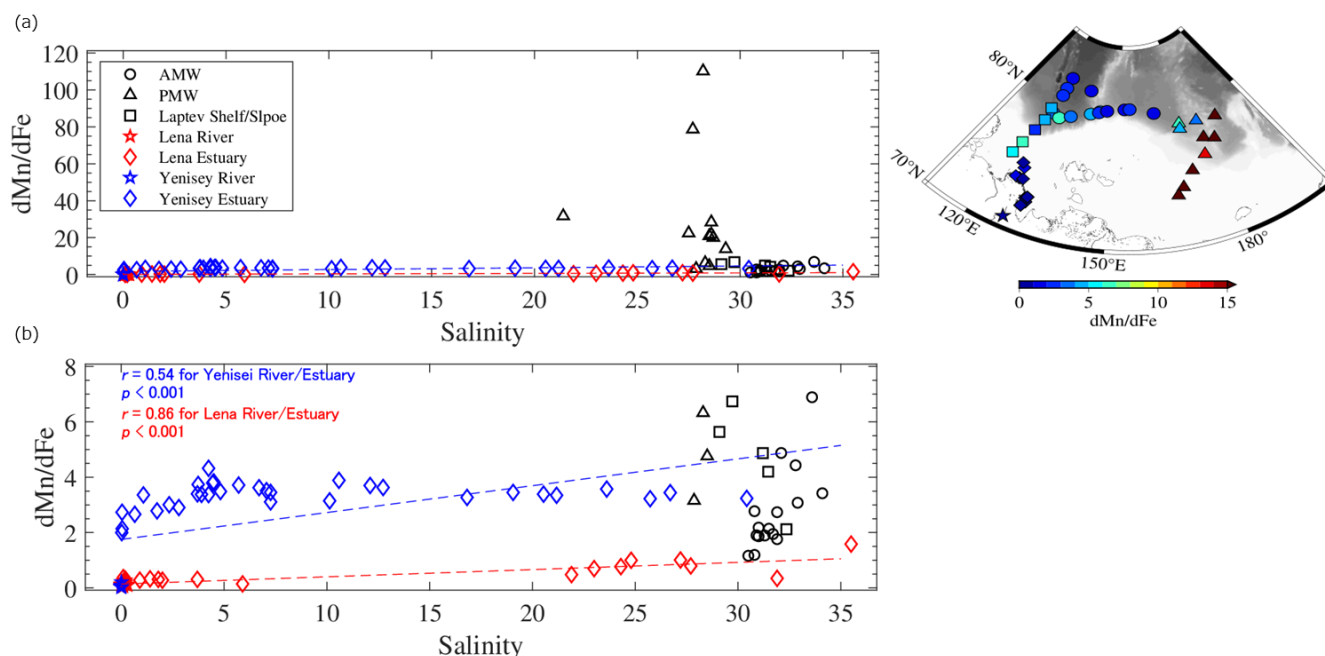 (a)
120
100
80
60
40
20
0
dMn/dFe
AMW
PMW
Laptev Shelf/Slpoe
Lena River
Lena Estuary
Yenisey River
Yenisey Estuary
0 5 10 15 20 25 30 35
Salinity
80°N
70°N
120°E
150°E
180°
0 5 10 15
dMn/dFe
(b)
8
6
4
2
0
dMn/dFe
r = 0.54 for Yenisei River/Estuary
p < 0.001
r = 0.86 for Lena River/Estuary
p < 0.001
0 5 10 15 20 25 30 35
Salinity